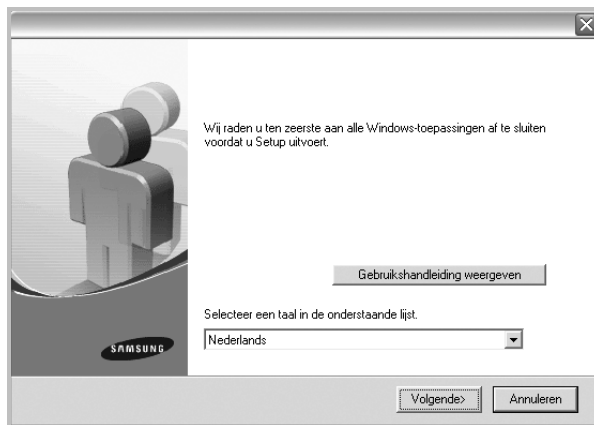 Wij raden u ten zeerste aan alle Windows-toepassingen af te sluiten
voordat u Setup uitvoert.
Gebruikshandleiding weergeven
Selecteer een taal in de onderstaande lijst.
Nederlands
SAMSUNG
Volgende>
Annuleren